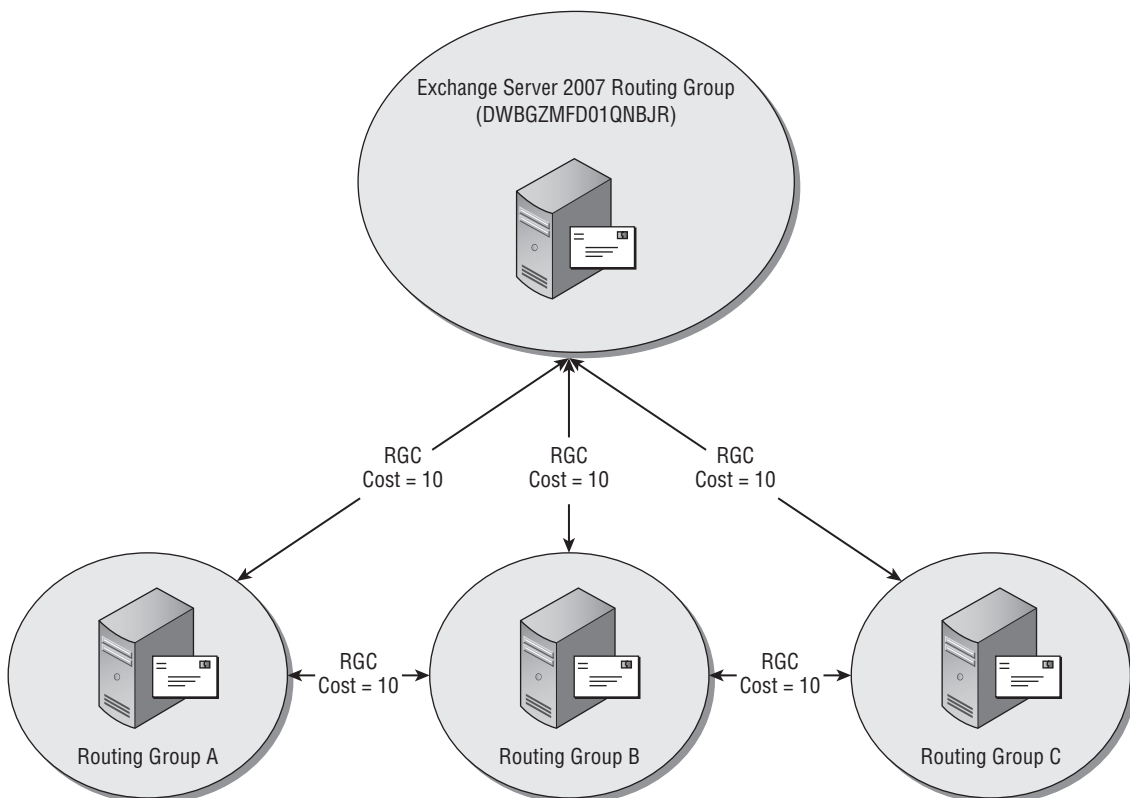 Exchange Server 2007 Routing Group
(DWBGZMFD01QNBJR)
RGC
Cost = 10
RGC
Cost = 10
RGC
Cost = 10
RGC
Cost = 10
RGC
Cost = 10
Routing Group A
Routing Group B
Routing Group C